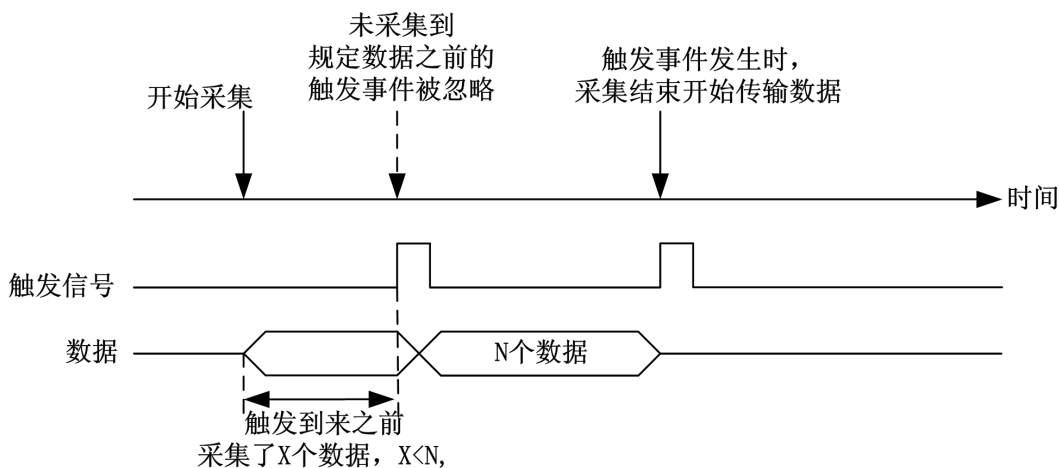 未采集到
规定数据之前的
触发事件被忽略
触发事件发生时，
采集结束开始传输数据
开始采集
时间
触发信号
数据
N个数据
触发到来之前
采集了X个数据，X<N,